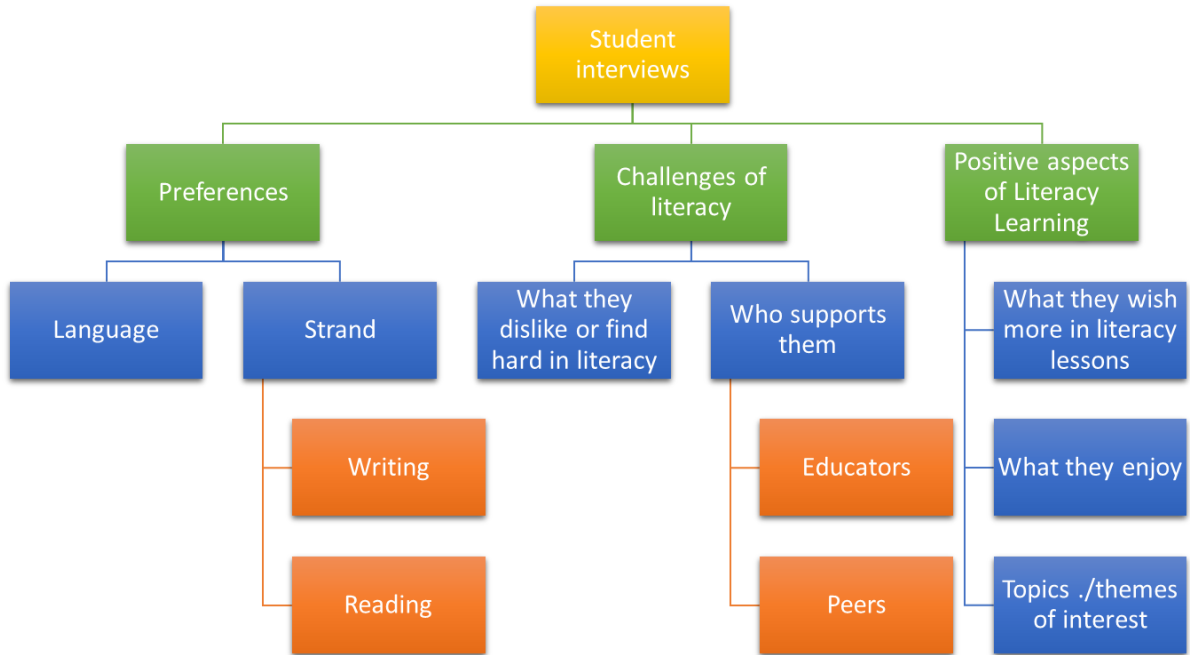 Student
interviews
Preferences
Challenges of
literacy
Positive aspects
of Literacy
Learning
Language
Strand
What they
dislike or find
hard in literacy
Who supports
them
What they wish
more in literacy
lessons
Writing
Educators
What they enjoy
Reading
Peers
Topics ./themes
of interest